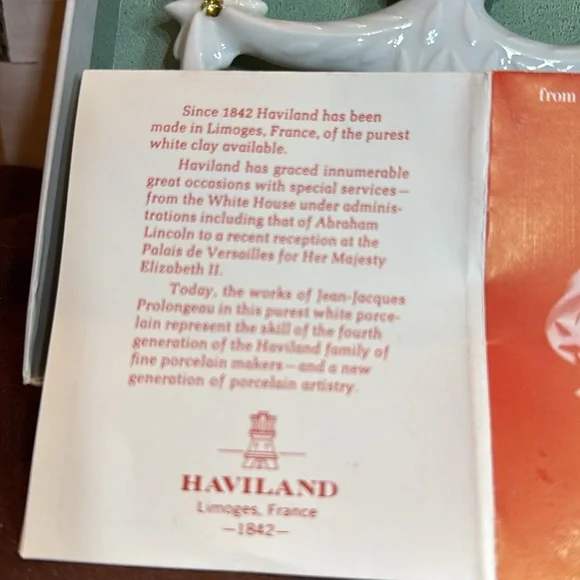 Since 1842 Haviland has been
made in Limoges, France, of the purest
white clay available.
Haviland has graced innumerable
great occasions with special services—
from the White House under adminis-
trations including that of Abraham
Lincoln to a recent reception at the
Palais de Versailles for Her Majesty
Elizabeth II.
Today, the works of Jean-Jacques
Prolongeau in this purest white porce-
lain represent the skill of the fourth
generation of the Haviland family of
fine porcelain makers—and a new
generation of porcelain artistry.
HAVILAND
Limoges, France
—1842—
from